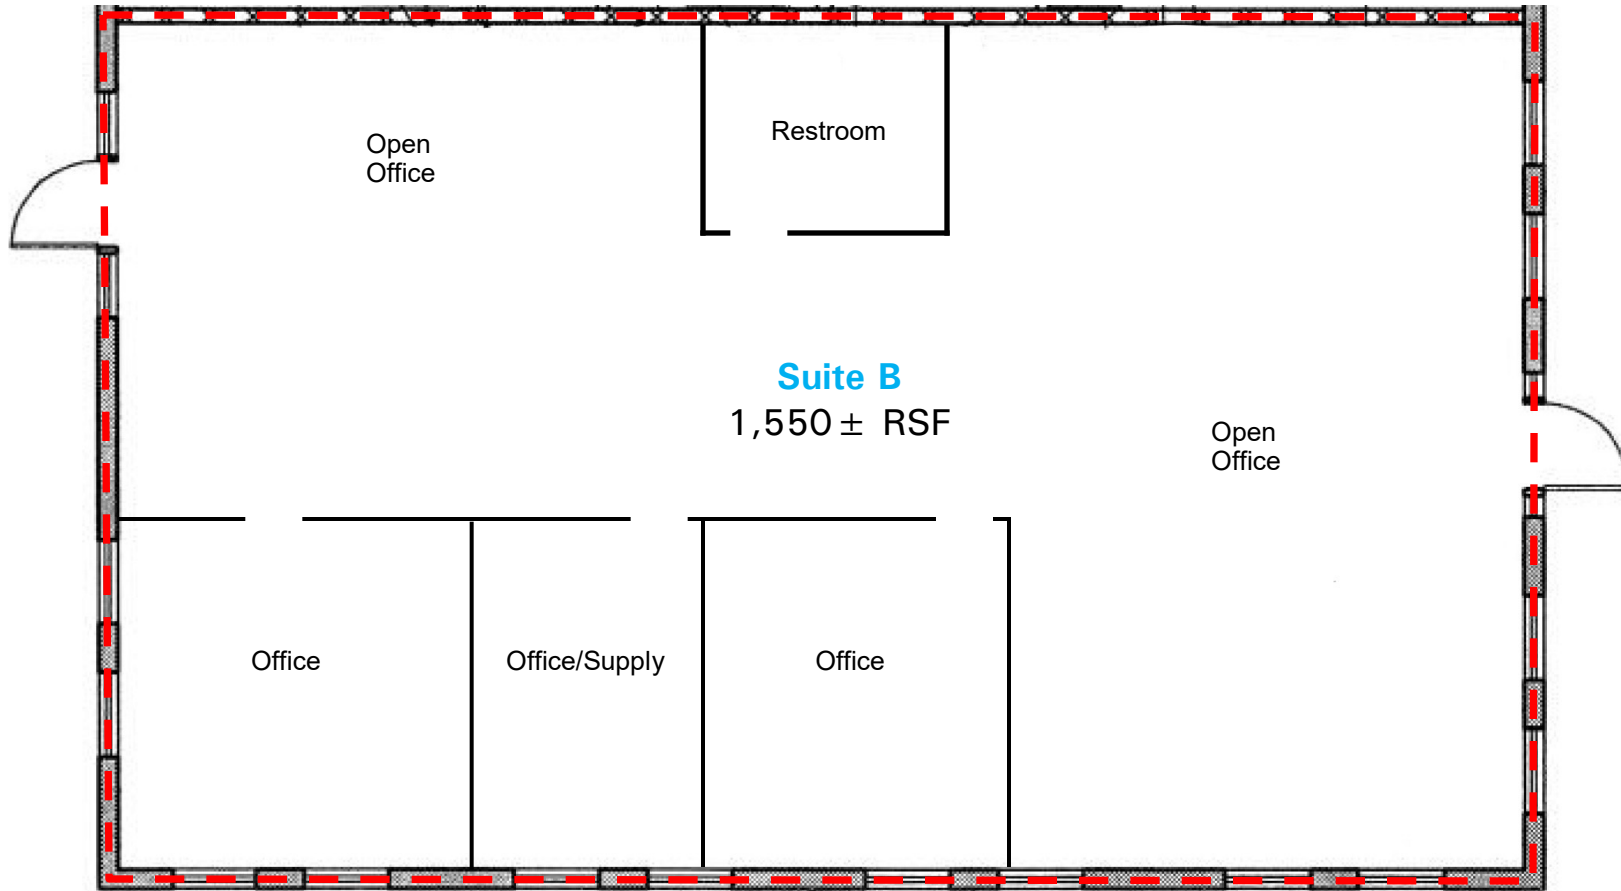 Restroom
Open
Office
Suite B
1,550 ± RSF
Open
Office
Office
Office/Supply
Office